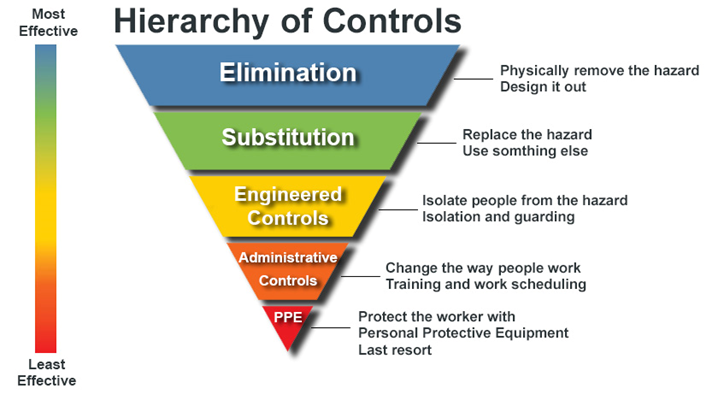 Most
Effective
Hierarchy of Controls
Elimination
Physically remove the hazard
Design it out
Substitution
Replace the hazard
Use somthing else
Engineered
Controls
Isolate people from the hazard
Isolation and guarding
Administrative
Controls
Change the way people work
Training and work scheduling
PPE
Protect the worker with
Personal Protective Equipment
Last resort
Least
Effective